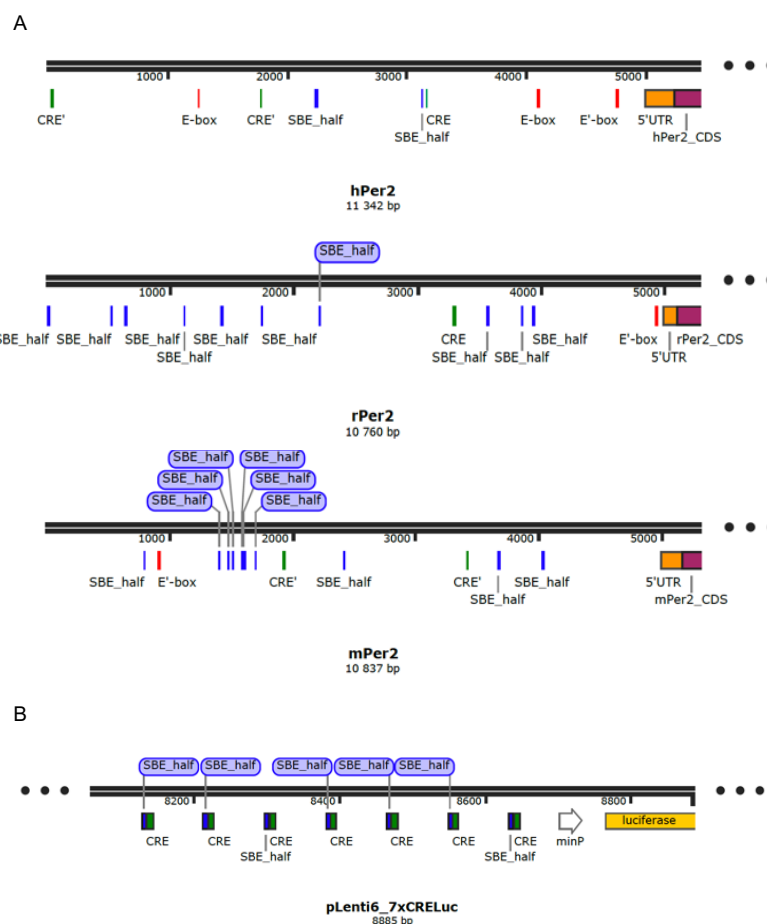 A
1000 2000 3000 4000 5000
CRE' E-box CRE' SBE_half CRE E-box E'-box 5'UTR hPer2_CDS
SBE_half
hPer2
11 342 bp
SBE_half
1000 2000 3000 4000 5000
SBE_half SBE_half SBE_half SBE_half SBE_half CRE SBE_half E'-box rPer2_CDS
SBE_half SBE_half SBE_half 5'UTR
rPer2
10 760 bp
SBE_half SBE_half
SBE_half SBE_half
SBE_half SBE_half
1000 2000 3000 4000 5000
SBE_half E'-box CRE' SBE_half CRE' SBE_half 5'UTR
SBE_half mPer2_CDS
mPer2
10 837 bp
B
SBE_half SBE_half SBE_half SBE_half SBE_half
8200 8400 8600 8800
luciferase
CRE CRE CRE CRE CRE CRE CRE minP
SBE_half SBE_half
pLenti6_7xCRELuc
8885 bp